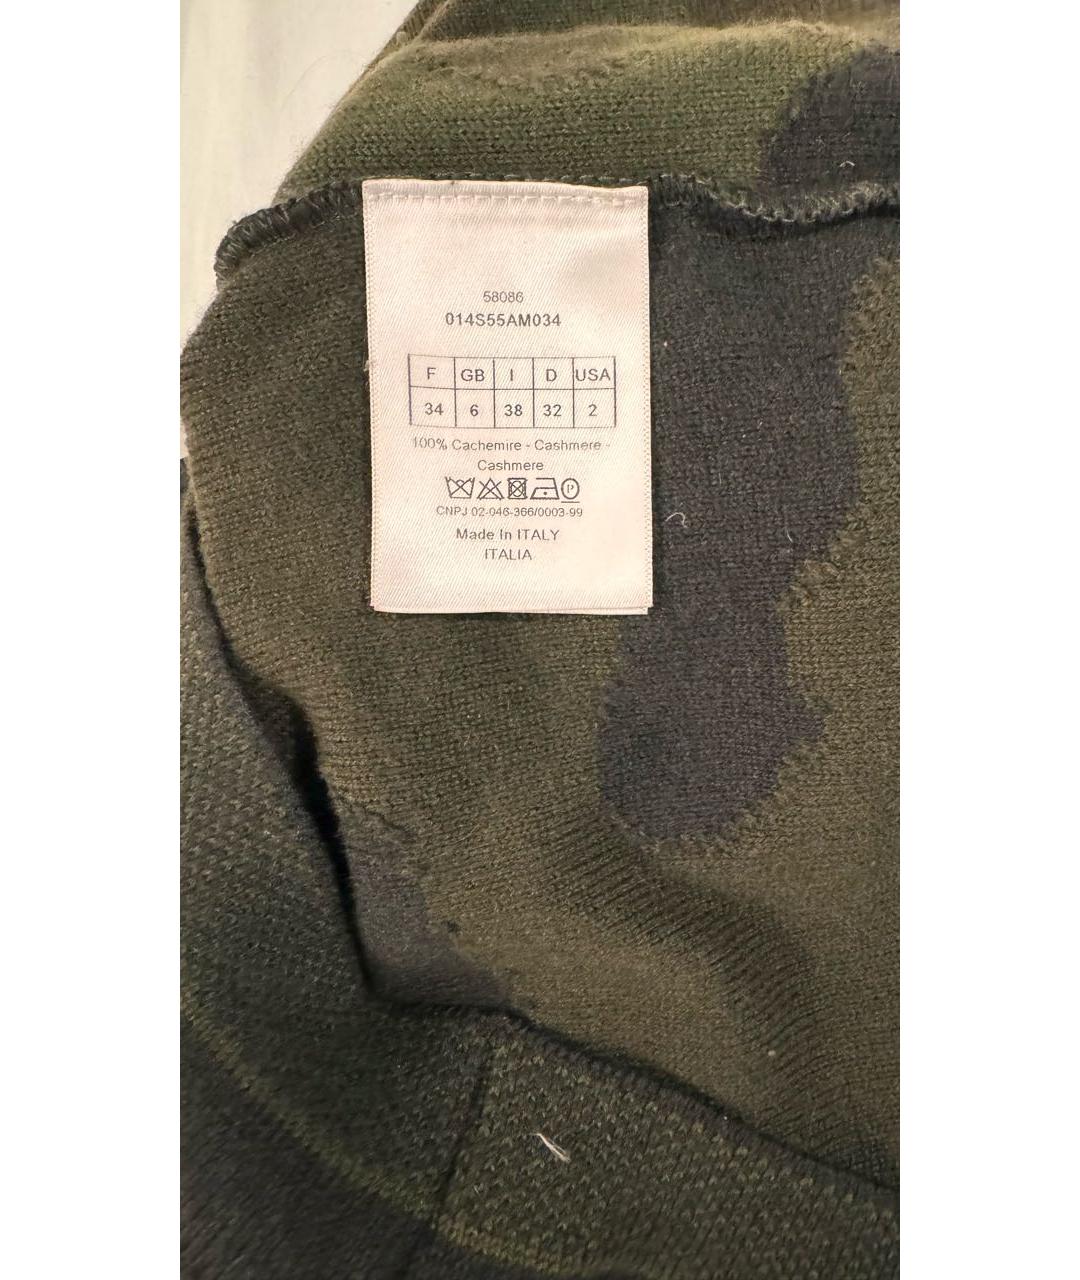 58086
014S55AM034
F GB I D USA
34 6 38 32 2
100% Cachemire - Cashmere -
Cashmere
P
CNPJ 02-046-366/0003-99
Made In ITALY
ITALIA